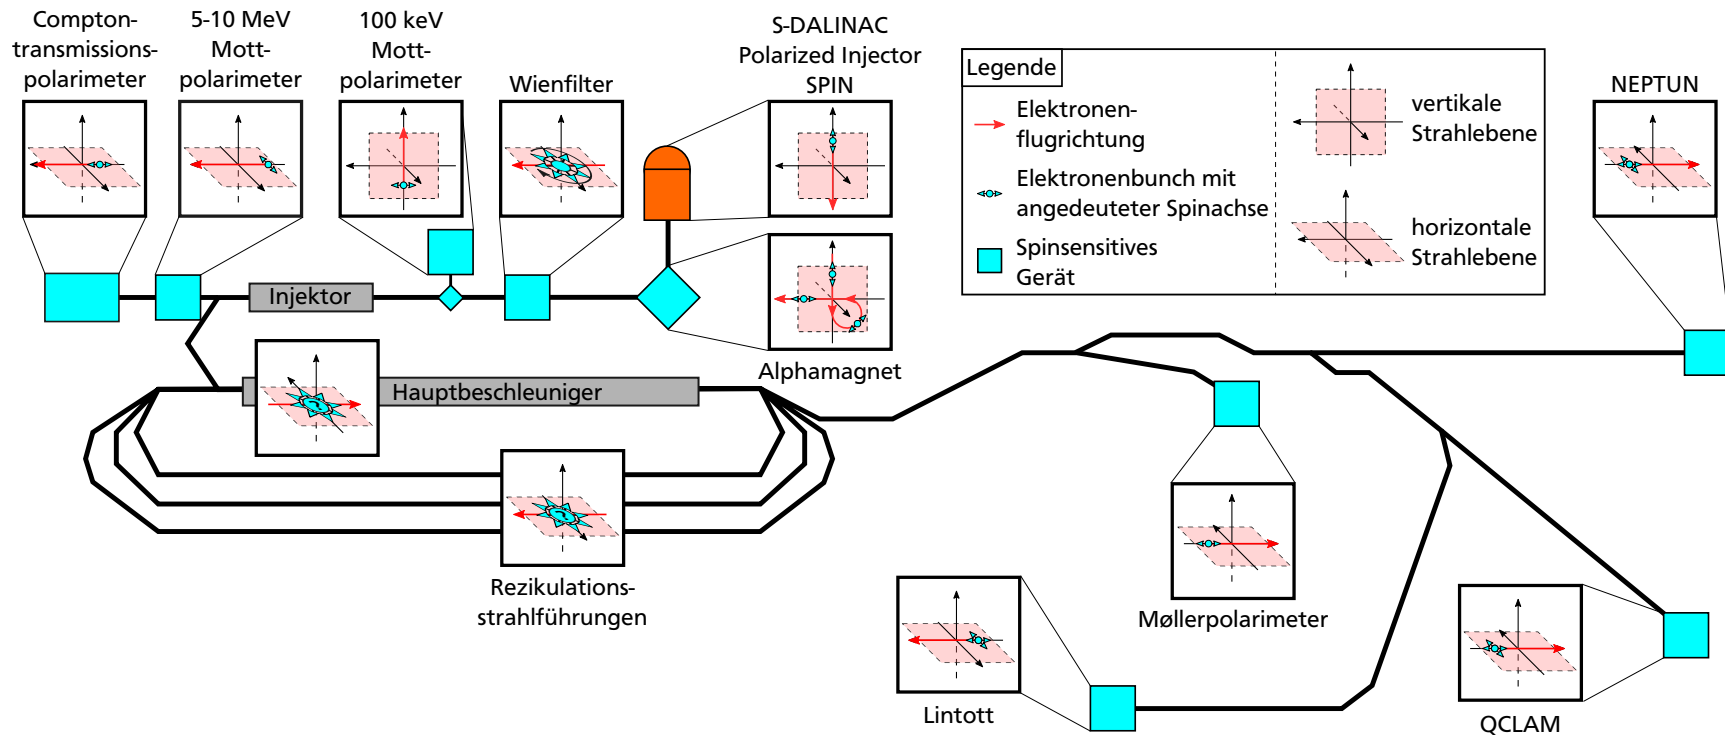 Compton-
transmissions-
polarimeter
5-10 MeV
Mott-
polarimeter
100 keV
Mott-
polarimeter
Wienfilter
S-DALINAC
Polarized Injector
SPIN
Legende
Elektronen-
flugrichtung
Elektronenbunch mit
angedeuteter Spinachse
Spinsensitives
Gerät
vertikale
Strahlebene
horizontale
Strahlebene
NEPTUN
Injektor
Alphamagnet
Hauptbeschleuniger
Rezikulations-
strahlführungen
Møllerpolarimeter
Lintott
QCLAM